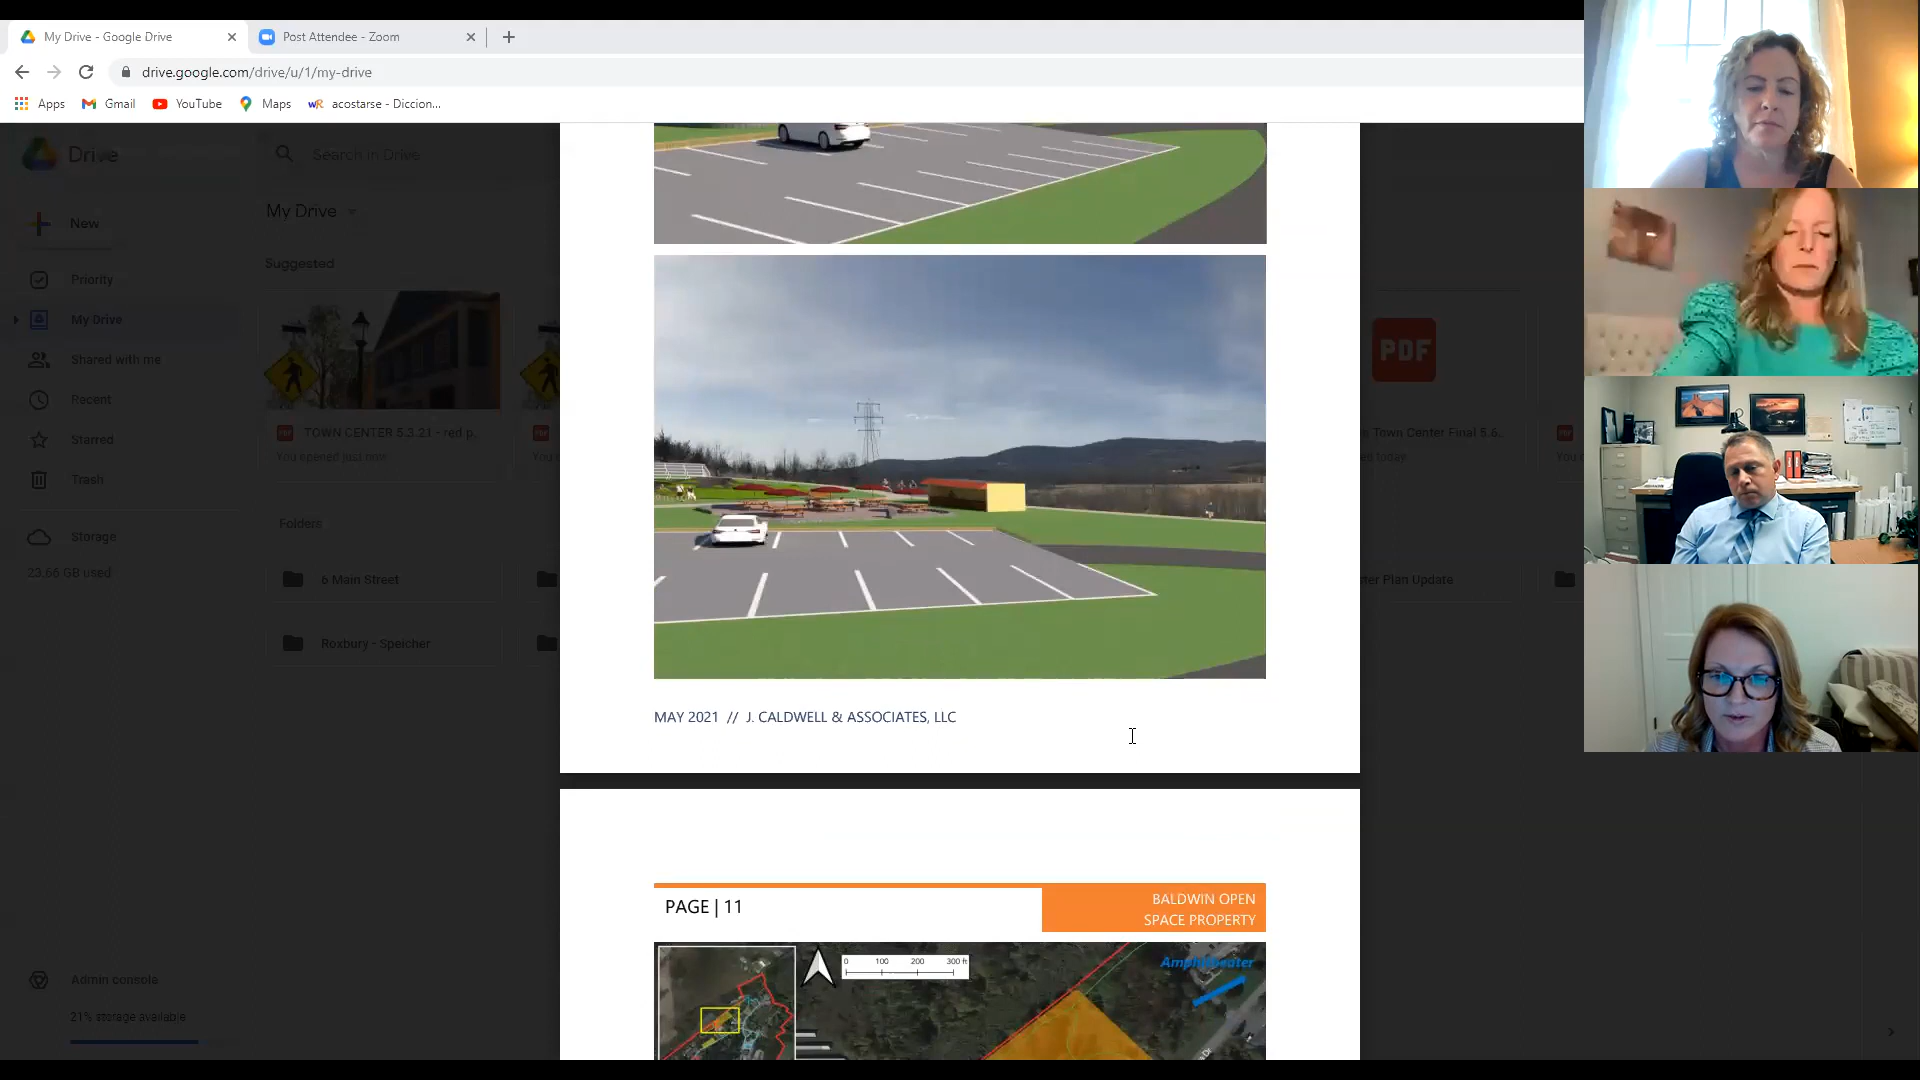 My Drive - Google Drive
Post Attendee - Zoom
drive.google.com/drive/u/1/my-drive
Apps
Gmail
YouTube
Maps
acostarse - Diccion...
Drive
Search in Drive
New
My Drive
Priority
Suggested
My Drive
Shared with me
Recent
Starred
Trash
TOWN CENTER 5.3.21 - red p.
You opened just now
PDF
Town Center Final 5.6..
Folders
Storage
23.66 GB used
6 Main Street
Plan Update
Roxbury - Speicher
MAY 2021 // J. CALDWELL & ASSOCIATES, LLC
PAGE | 11
BALDWIN OPEN
SPACE PROPERTY
0 100 200 300 ft
Amphitheater
Admin console
21% storage available